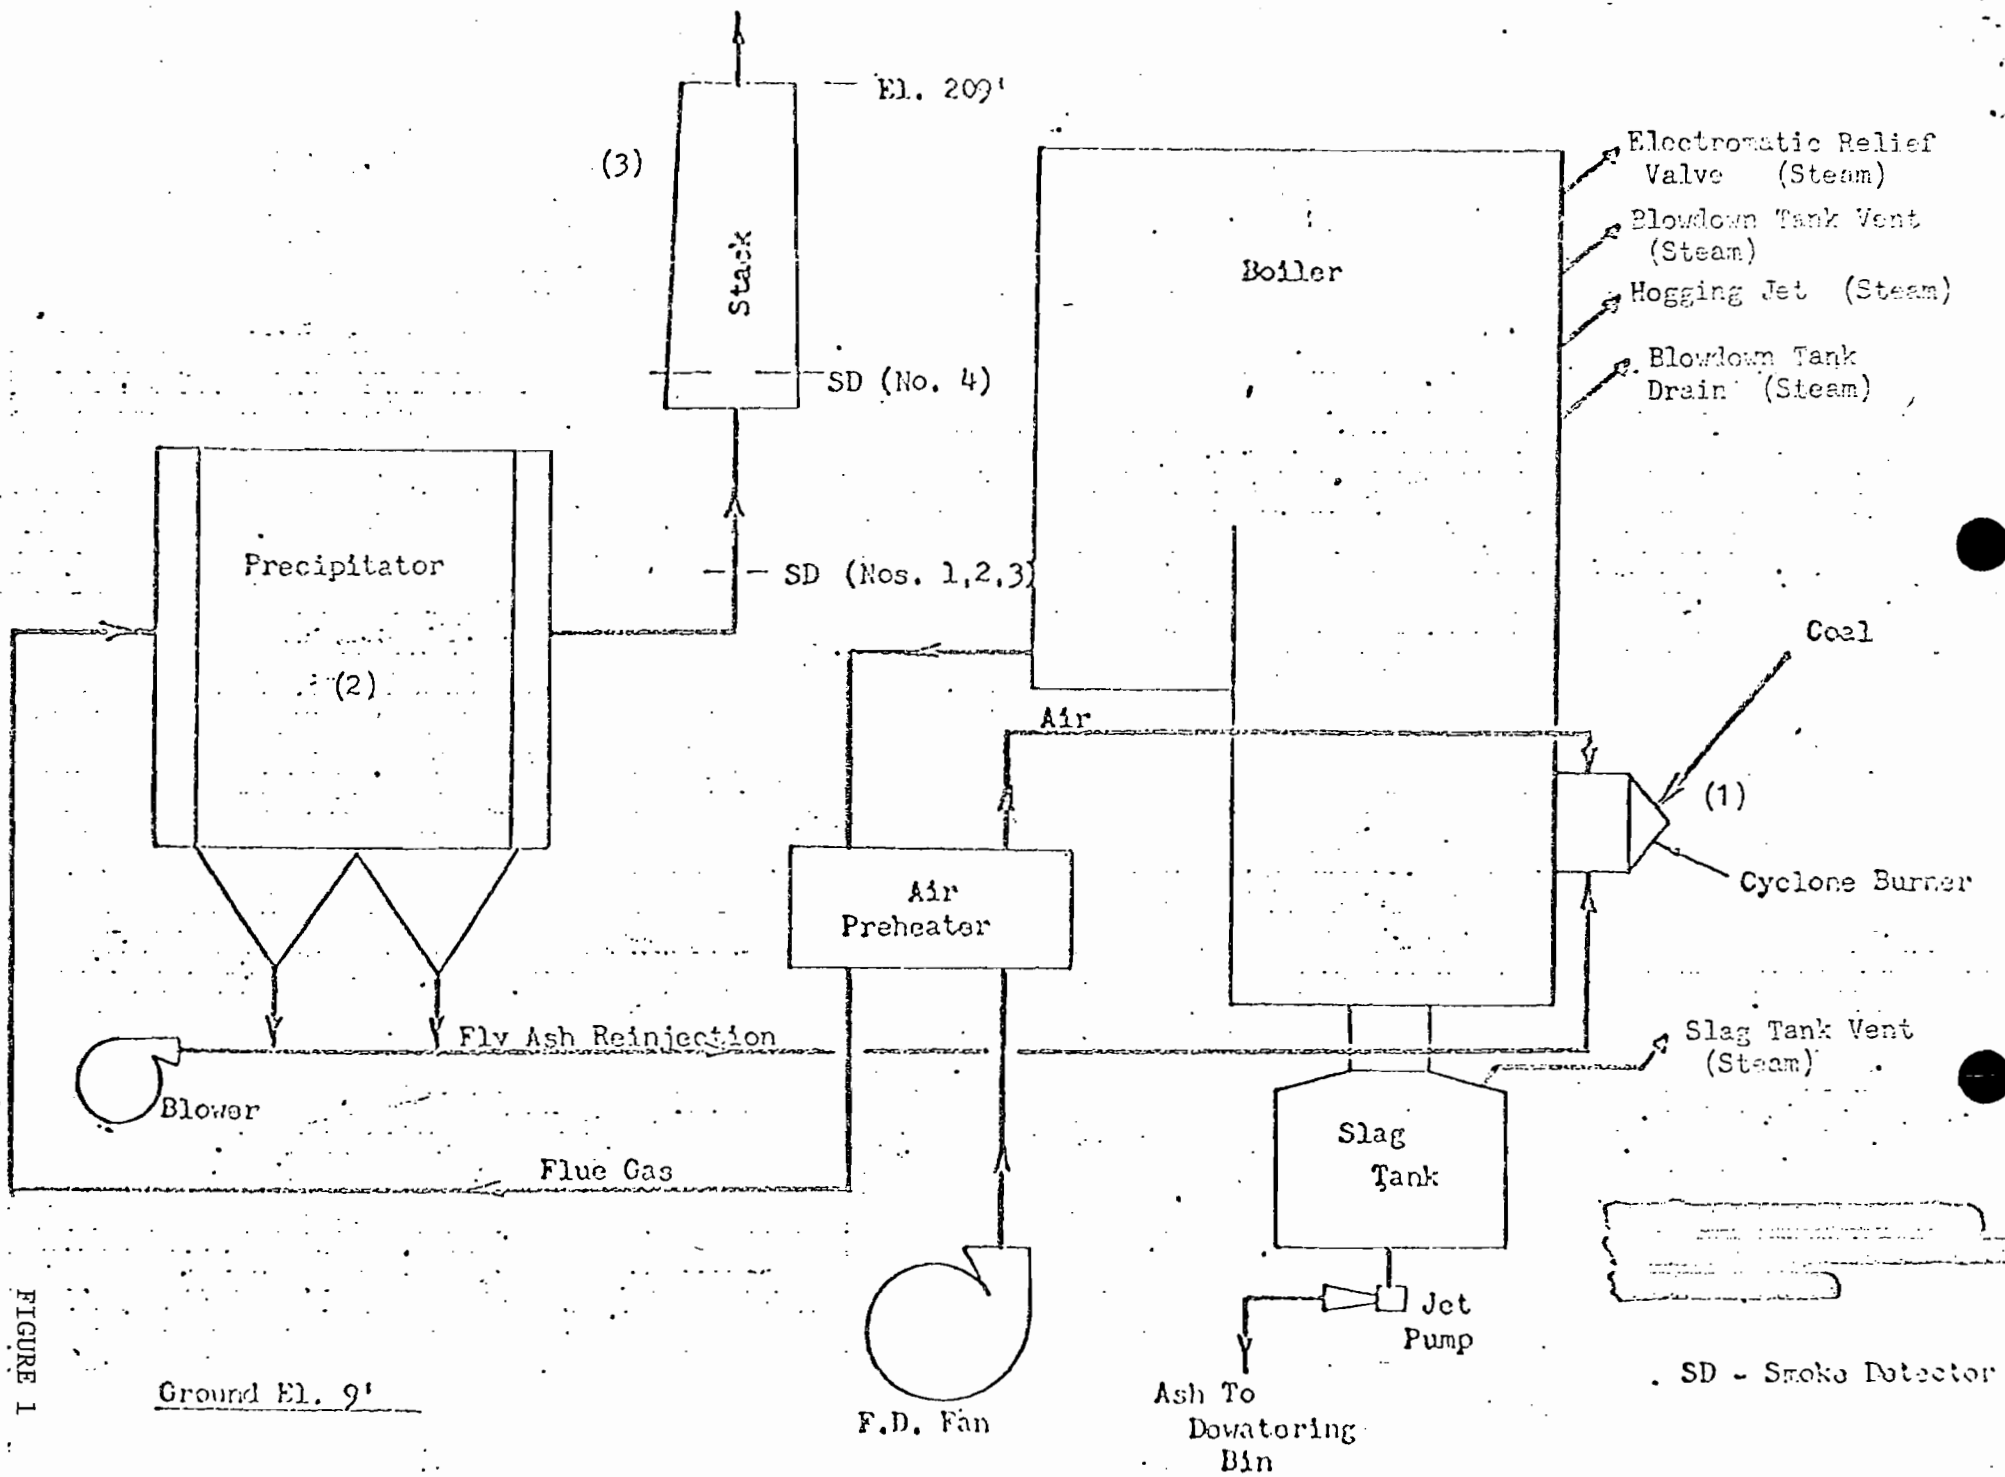 El. 209'
(3)
Stack
SD (No. 4)
Boiler
Electromatic Relief
Valve (Steam)
Blowdown Tank Vent
(Steam)
Hogging Jet (Steam)
Blowdown Tank
Drain (Steam)
Precipitator
(2)
SD (Nos. 1,2,3)
Coal
Air
(1)
Cyclone Burner
Air
Preheater
Fly Ash Reinjection
Blower
Slag Tank Vent
(Steam)
Slag
Tank
Flue Gas
Jet
Pump
SD - Smoke Detector
Ground El. 9'
F.D. Fan
Ash To
Dewatering
Bin
FIGURE 1